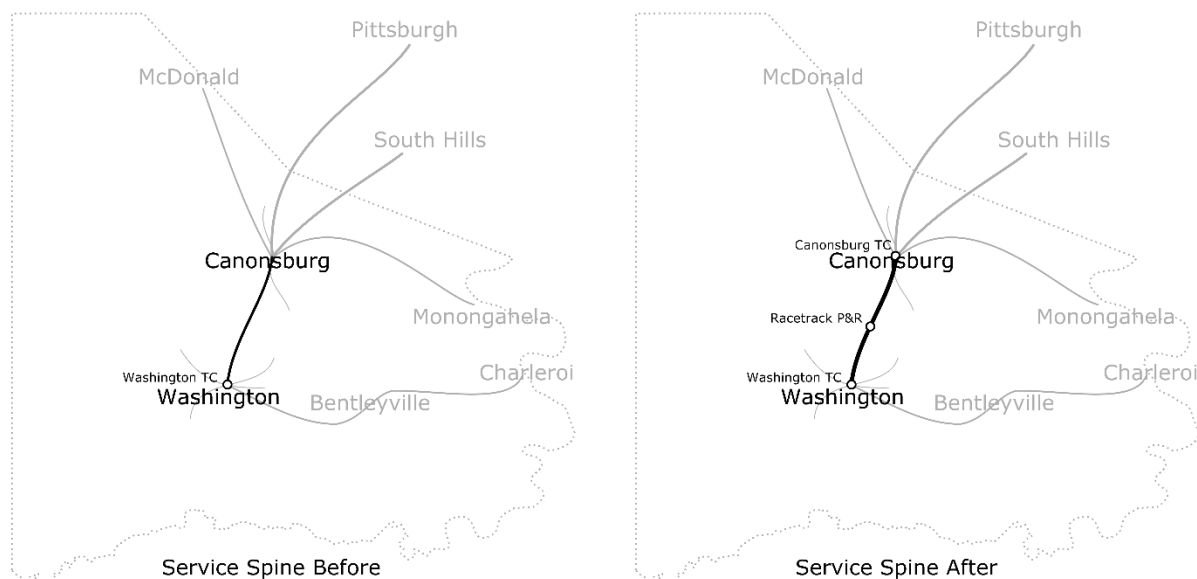 Pittsburgh
McDonald
South Hills
Canonsburg
Monongahela
Charleroi
Washington TC
Washington
Bentleyville
Service Spine Before
Pittsburgh
McDonald
South Hills
Canonsburg TC
Canonsburg
Racetrack P&R
Monongahela
Charleroi
Washington TC
Washington
Bentleyville
Service Spine After